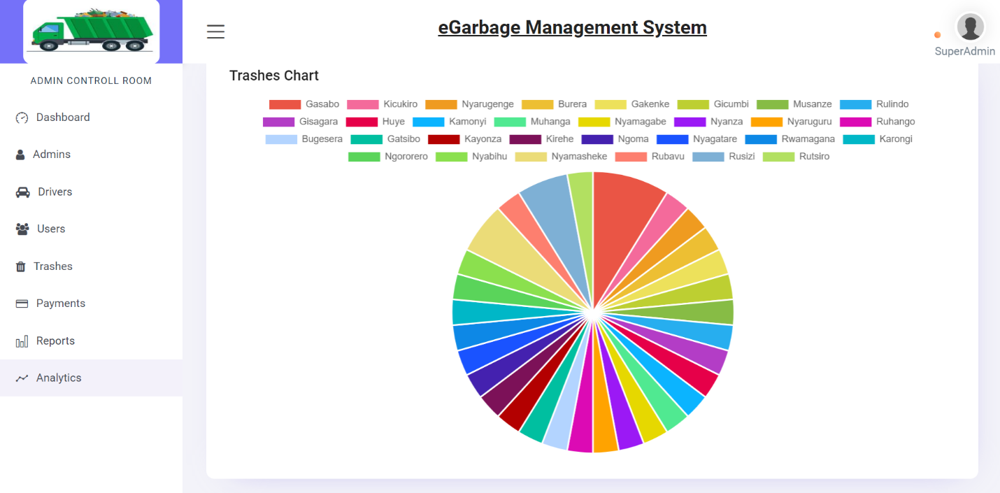 eGarbage Management System
SuperAdmin
ADMIN CONTROLL ROOM
Dashboard
Admins
Drivers
Users
Trashes
Payments
Reports
Analytics
Trashes Chart
Gasabo Kicukiro Nyarugenge Burera Gakenke Gicumbi Musanze Rulindo
Gisagara Huye Kamonyi Muhanga Nyamagabe Nyanza Nyaruguru Ruhango
Bugesera Gatsibo Kayonza Kirehe Ngoma Nyagatare Rwamagana Karongi
Ngororero Nyabihu Nyamasheke Rubavu Rusizi Rutsiro